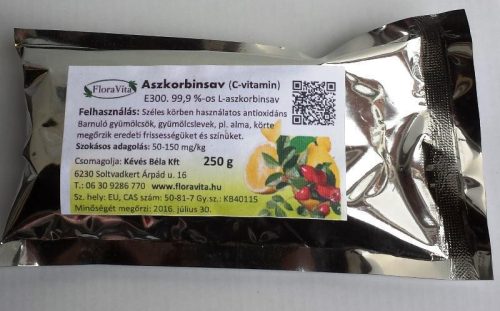 FloraVita
Aszkorbinsav (C-vitamin)
E300. 99,9 %-os L-aszkorbinsav
Felhasználás: Széles körben használatos antioxidáns
Barnuló gyümölcsök, gyümölcslevek, pl. alma, körte
megőrzik eredeti frissességüket és színüket.
Szokásos adagolás: 50-150 mg/kg
Csomagolja: Kévés Béla Kft 250 g
6230 Soltvadkert Árpád u. 16
T.: 06 30 9286 770 www.floravita.hu
Sz. hely: EU, CAS szám: 50-81-7 Gy.sz.: KB40115
Minőségét megőrzi: 2016. július 30.